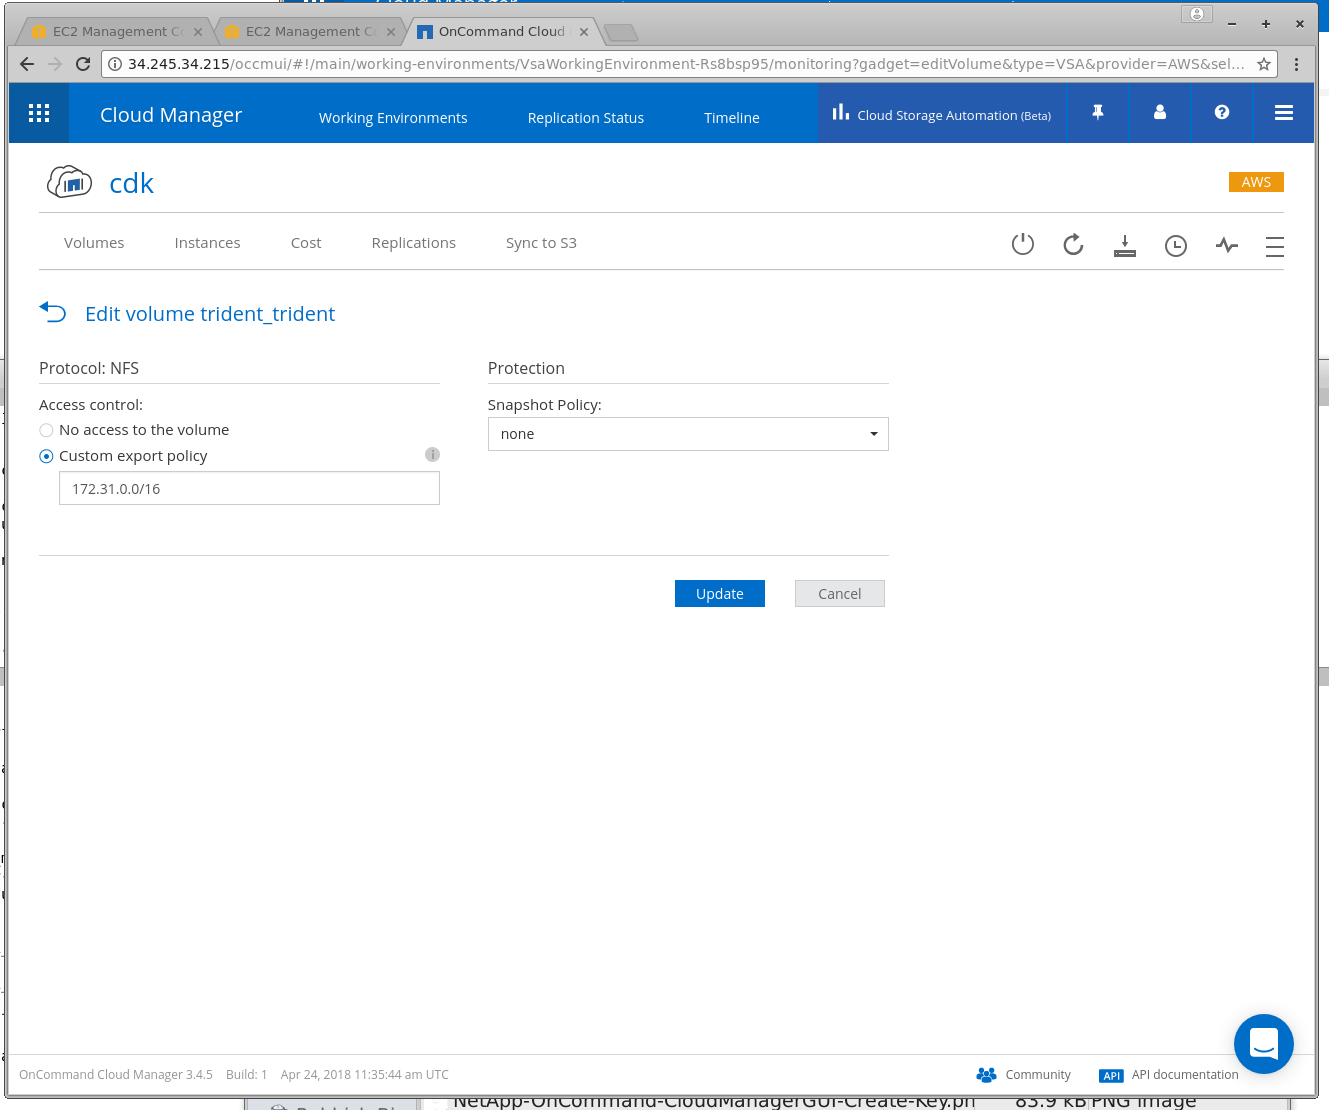 EC2 Management C
EC2 Management C
OnCommand Cloud
34.245.34.215/occmui/#!/main/working-environments/VsaWorkingEnvironment-Rs8bsp95/monitoring?gadget=editVolume&type=VSA&provider=AWS&sel...
Cloud Manager
Working Environments
Replication Status
Timeline
Cloud Storage Automation (Beta)
cdk
AWS
Volumes
Instances
Cost
Replications
Sync to S3
Edit volume trident_trident
Protocol: NFS
Access control:
No access to the volume
Custom export policy
172.31.0.0/16
Protection
Snapshot Policy:
none
Update
Cancel
OnCommand Cloud Manager 3.4.5 Build: 1 Apr 24, 2018 11:35:44 am UTC
Community
API API documentation
NetApp-OnCommand-CloudManagerGUI-Create-Key.pn 83.9 kB PNG image